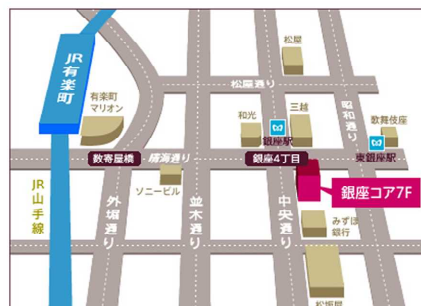 JR有楽町
松屋
松屋通り
有楽町
マリオン
和光
三越
昭和通り
歌舞伎座
銀座駅
東銀座駅
数寄屋橋
晴海通り
銀座4丁目
ソニービル
銀座コア7F
JR山手線
外堀通り
並木通り
中央通り
みずほ
銀行
松坂屋